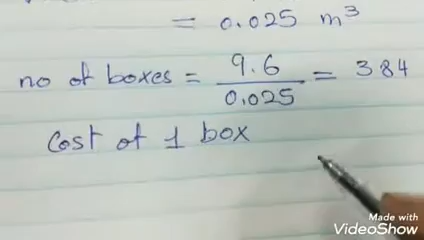 = 0.025 m³
no of boxes = 9.6 / 0.025 = 384
Cost of 1 box
Made with
VideoShow